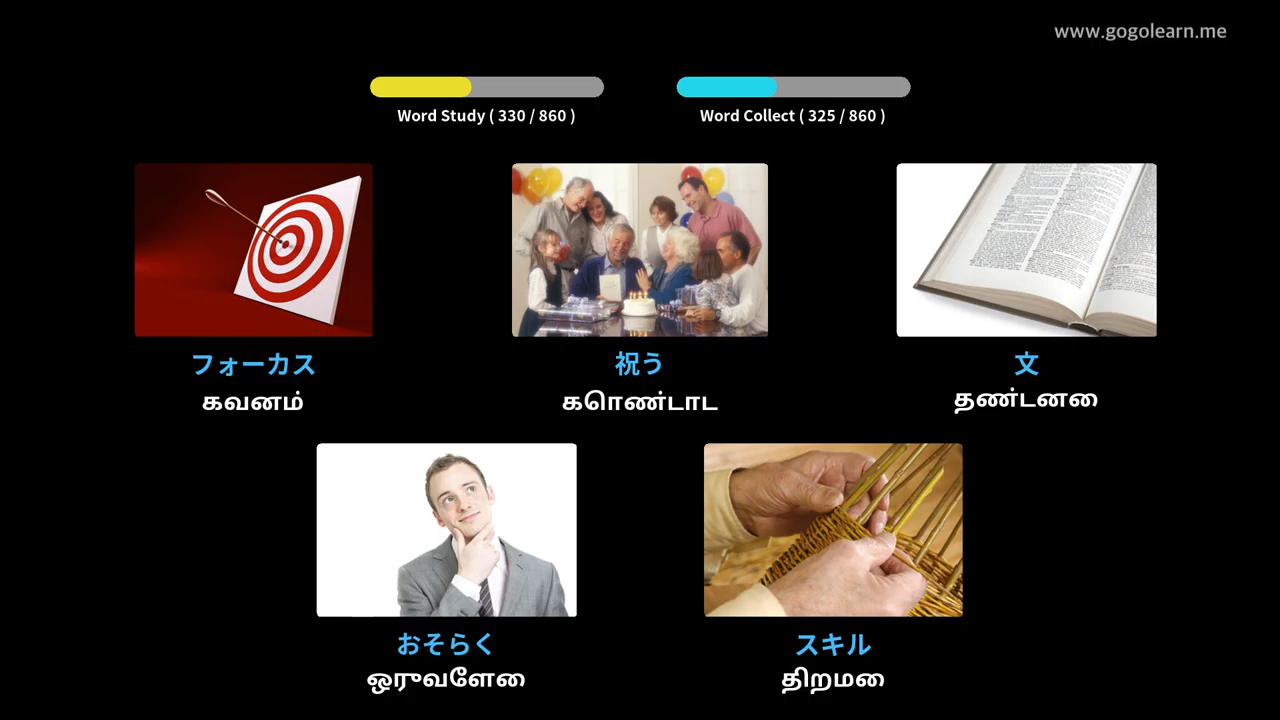 www.gogolearn.me
Word Study ( 330 / 860 )
Word Collect ( 325 / 860 )
フォーカス
கவனம்
祝う
கொண்டாட
文
தண்டனை
おそらく
ஒருவேளை
スキル
திறமை